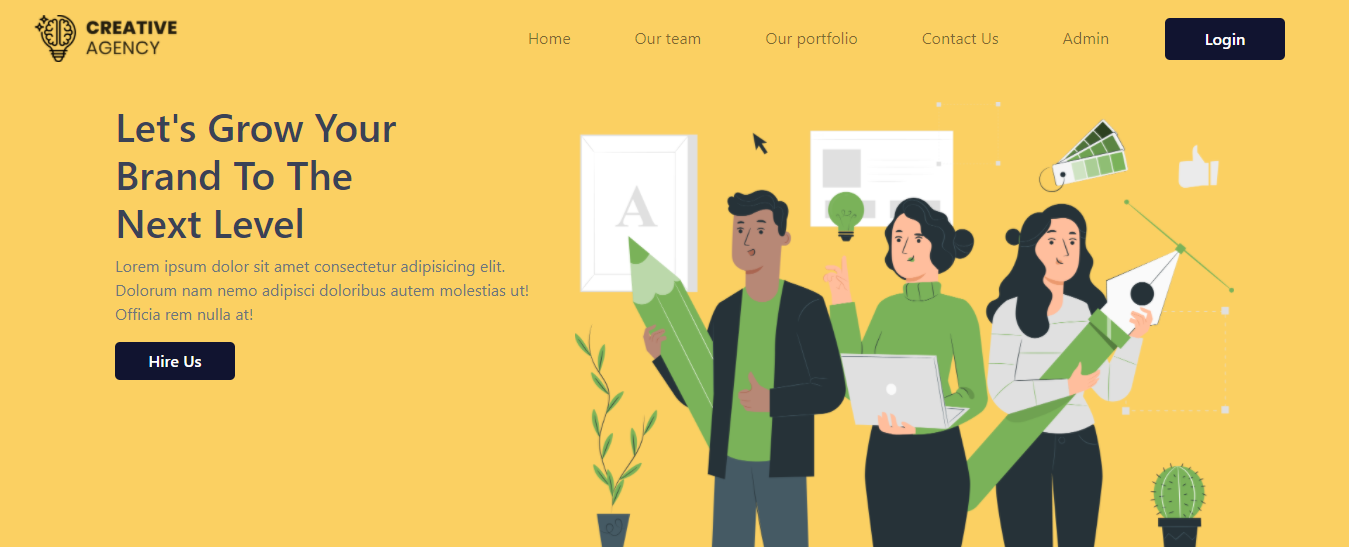 CREATIVE
AGENCY
Home Our team Our portfolio Contact Us Admin Login
Let's Grow Your
Brand To The
Next Level
Lorem ipsum dolor sit amet consectetur adipisicing elit.
Dolorum nam nemo adipisci doloribus autem molestias ut!
Officia rem nulla at!
Hire Us
A